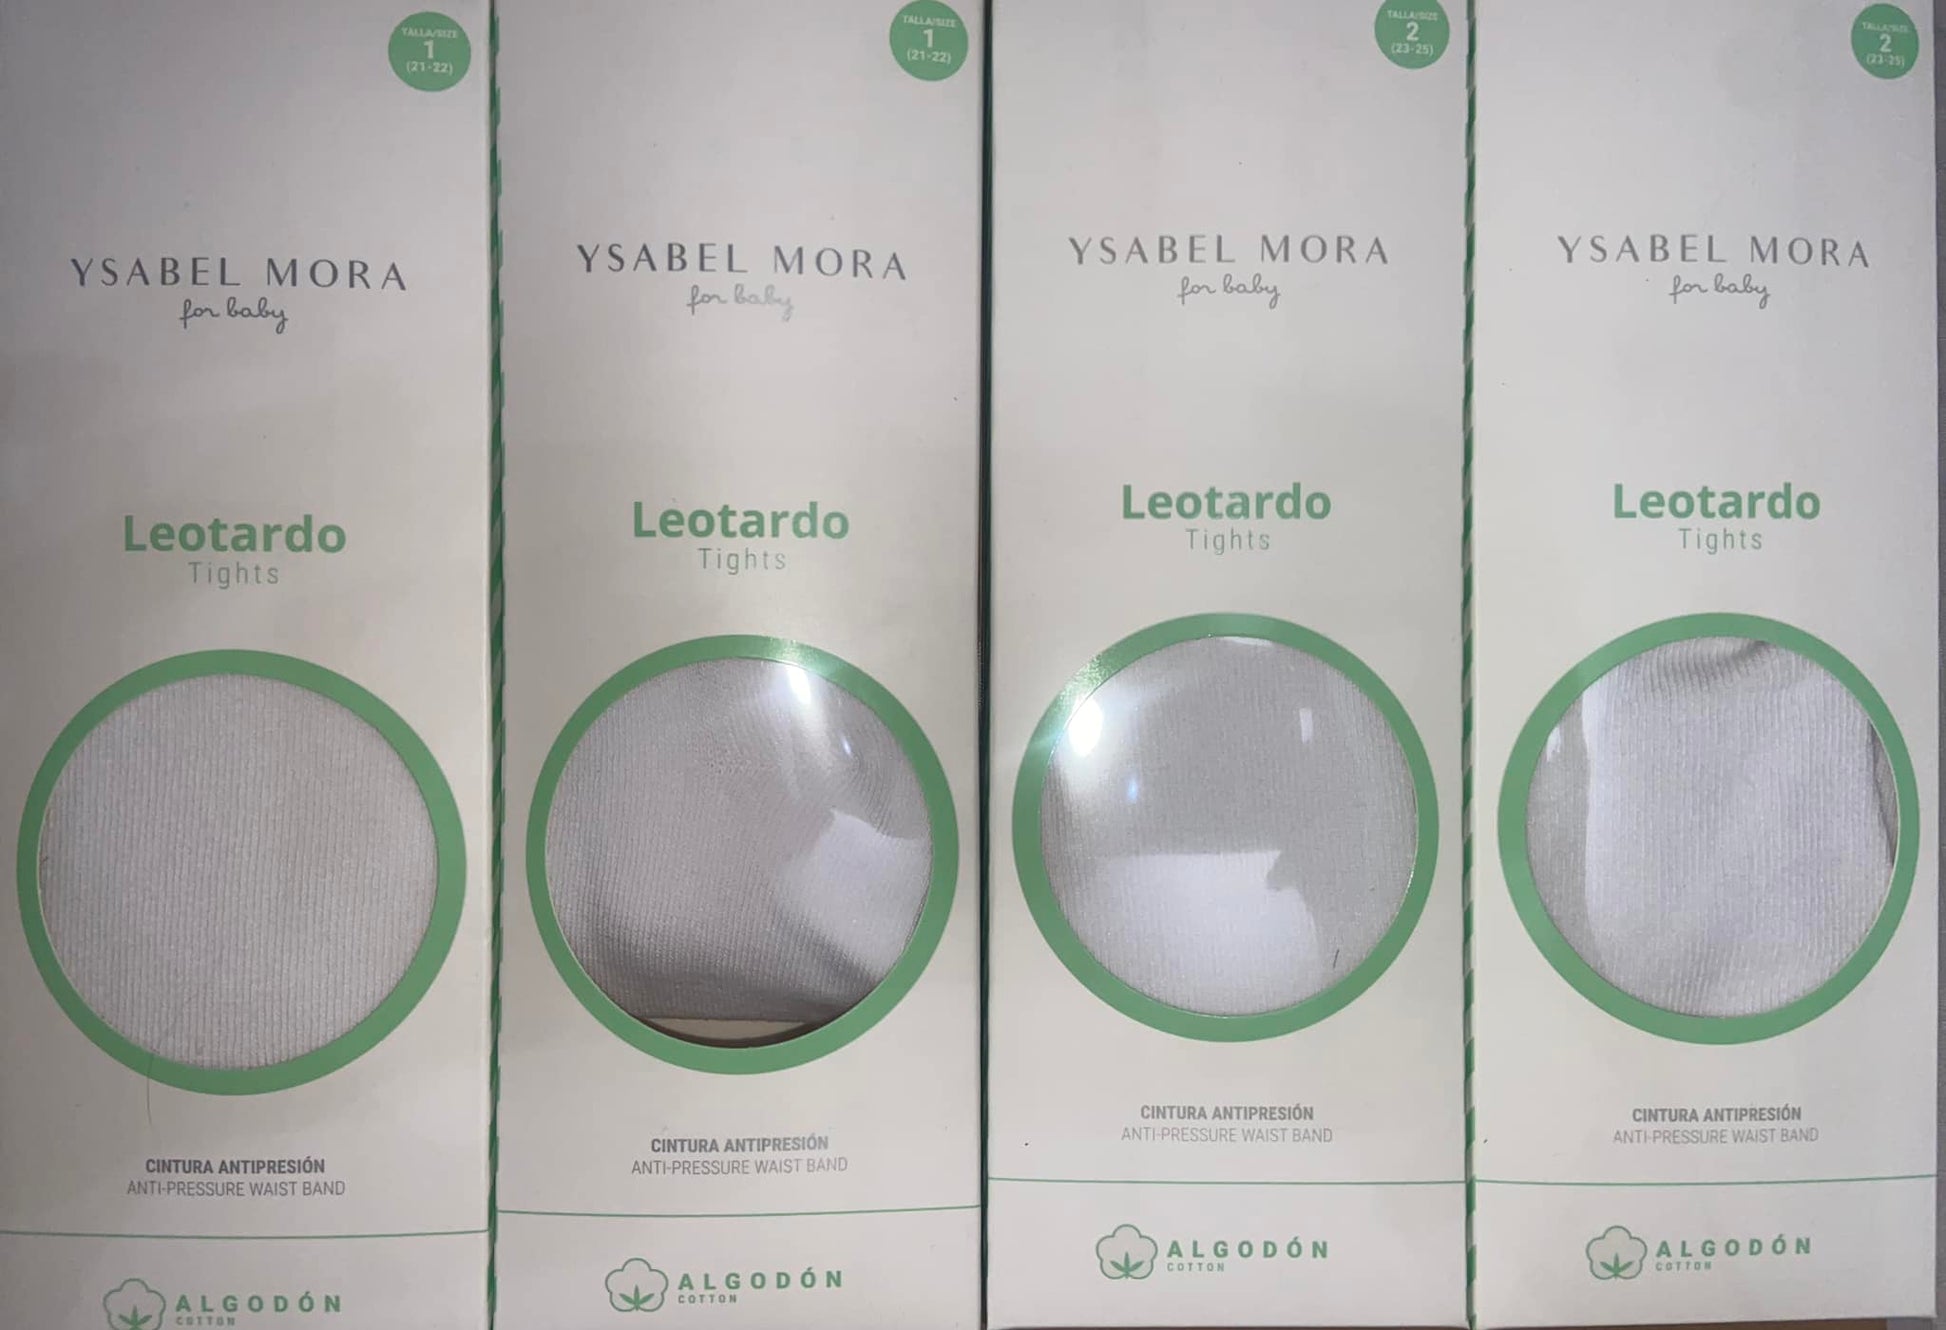 TALLA/SIZE
1
(21-22)
YSABEL MORA
for baby
Leotardo
Tights
CINTURA ANTIPRESIÓN
ANTI-PRESSURE WAIST BAND
ALGODÓN
COTTON
TALLA/SIZE
1
(21-22)
YSABEL MORA
for baby
Leotardo
Tights
CINTURA ANTIPRESIÓN
ANTI-PRESSURE WAIST BAND
ALGODÓN
COTTON
TALLA/SIZE
2
(23-25)
YSABEL MORA
for baby
Leotardo
Tights
CINTURA ANTIPRESIÓN
ANTI-PRESSURE WAIST BAND
ALGODÓN
COTTON
TALLA/SIZE
2
(23-25)
YSABEL MORA
for baby
Leotardo
Tights
CINTURA ANTIPRESIÓN
ANTI-PRESSURE WAIST BAND
ALGODÓN
COTTON